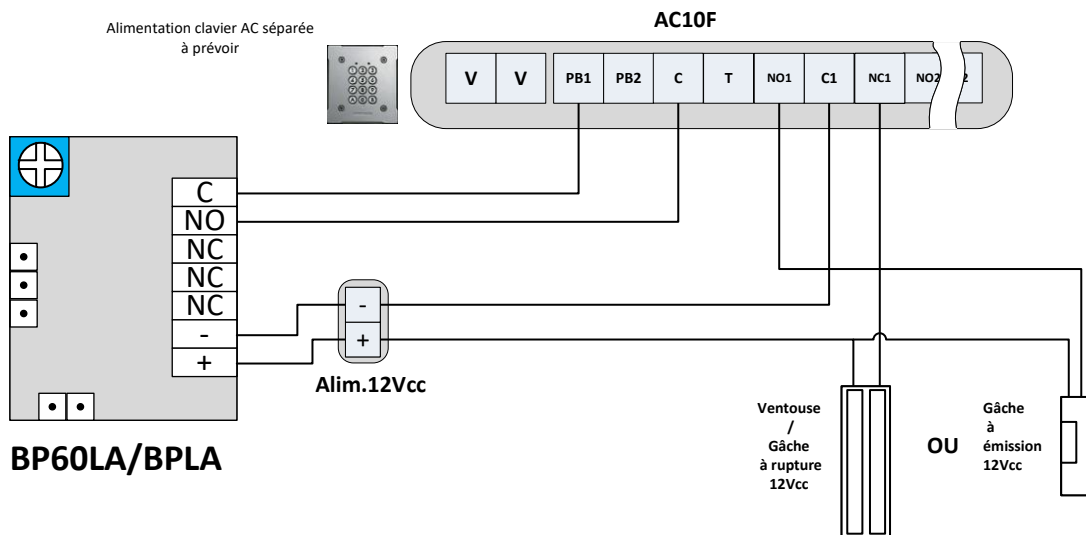 Alimentation clavier AC séparée
à prévoir
AC10F
V V PB1 PB2 C T NO1 C1 NC1 NO2 2
C
NO
NC
NC
NC
-
+
-
+
Alim.12Vcc
BP60LA/BPLA
Ventouse
/
Gâche
à rupture
12Vcc
OU
Gâche
à
émission
12Vcc